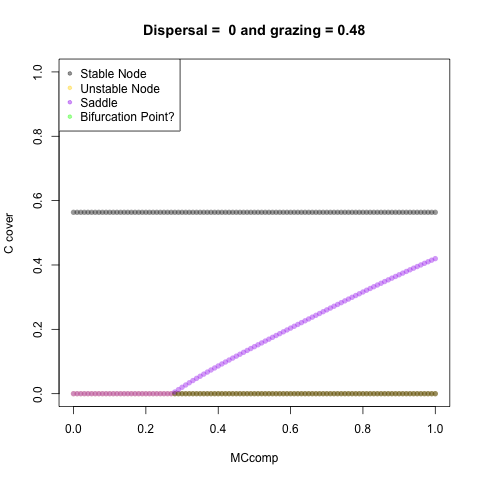 Dispersal =  0 and grazing = 0.48
Stable Node
Unstable Node
Saddle
Bifurcation Point?
C cover
1.0
0.8
0.6
0.4
0.2
0.0
0.0 0.2 0.4 0.6 0.8 1.0
MCcomp